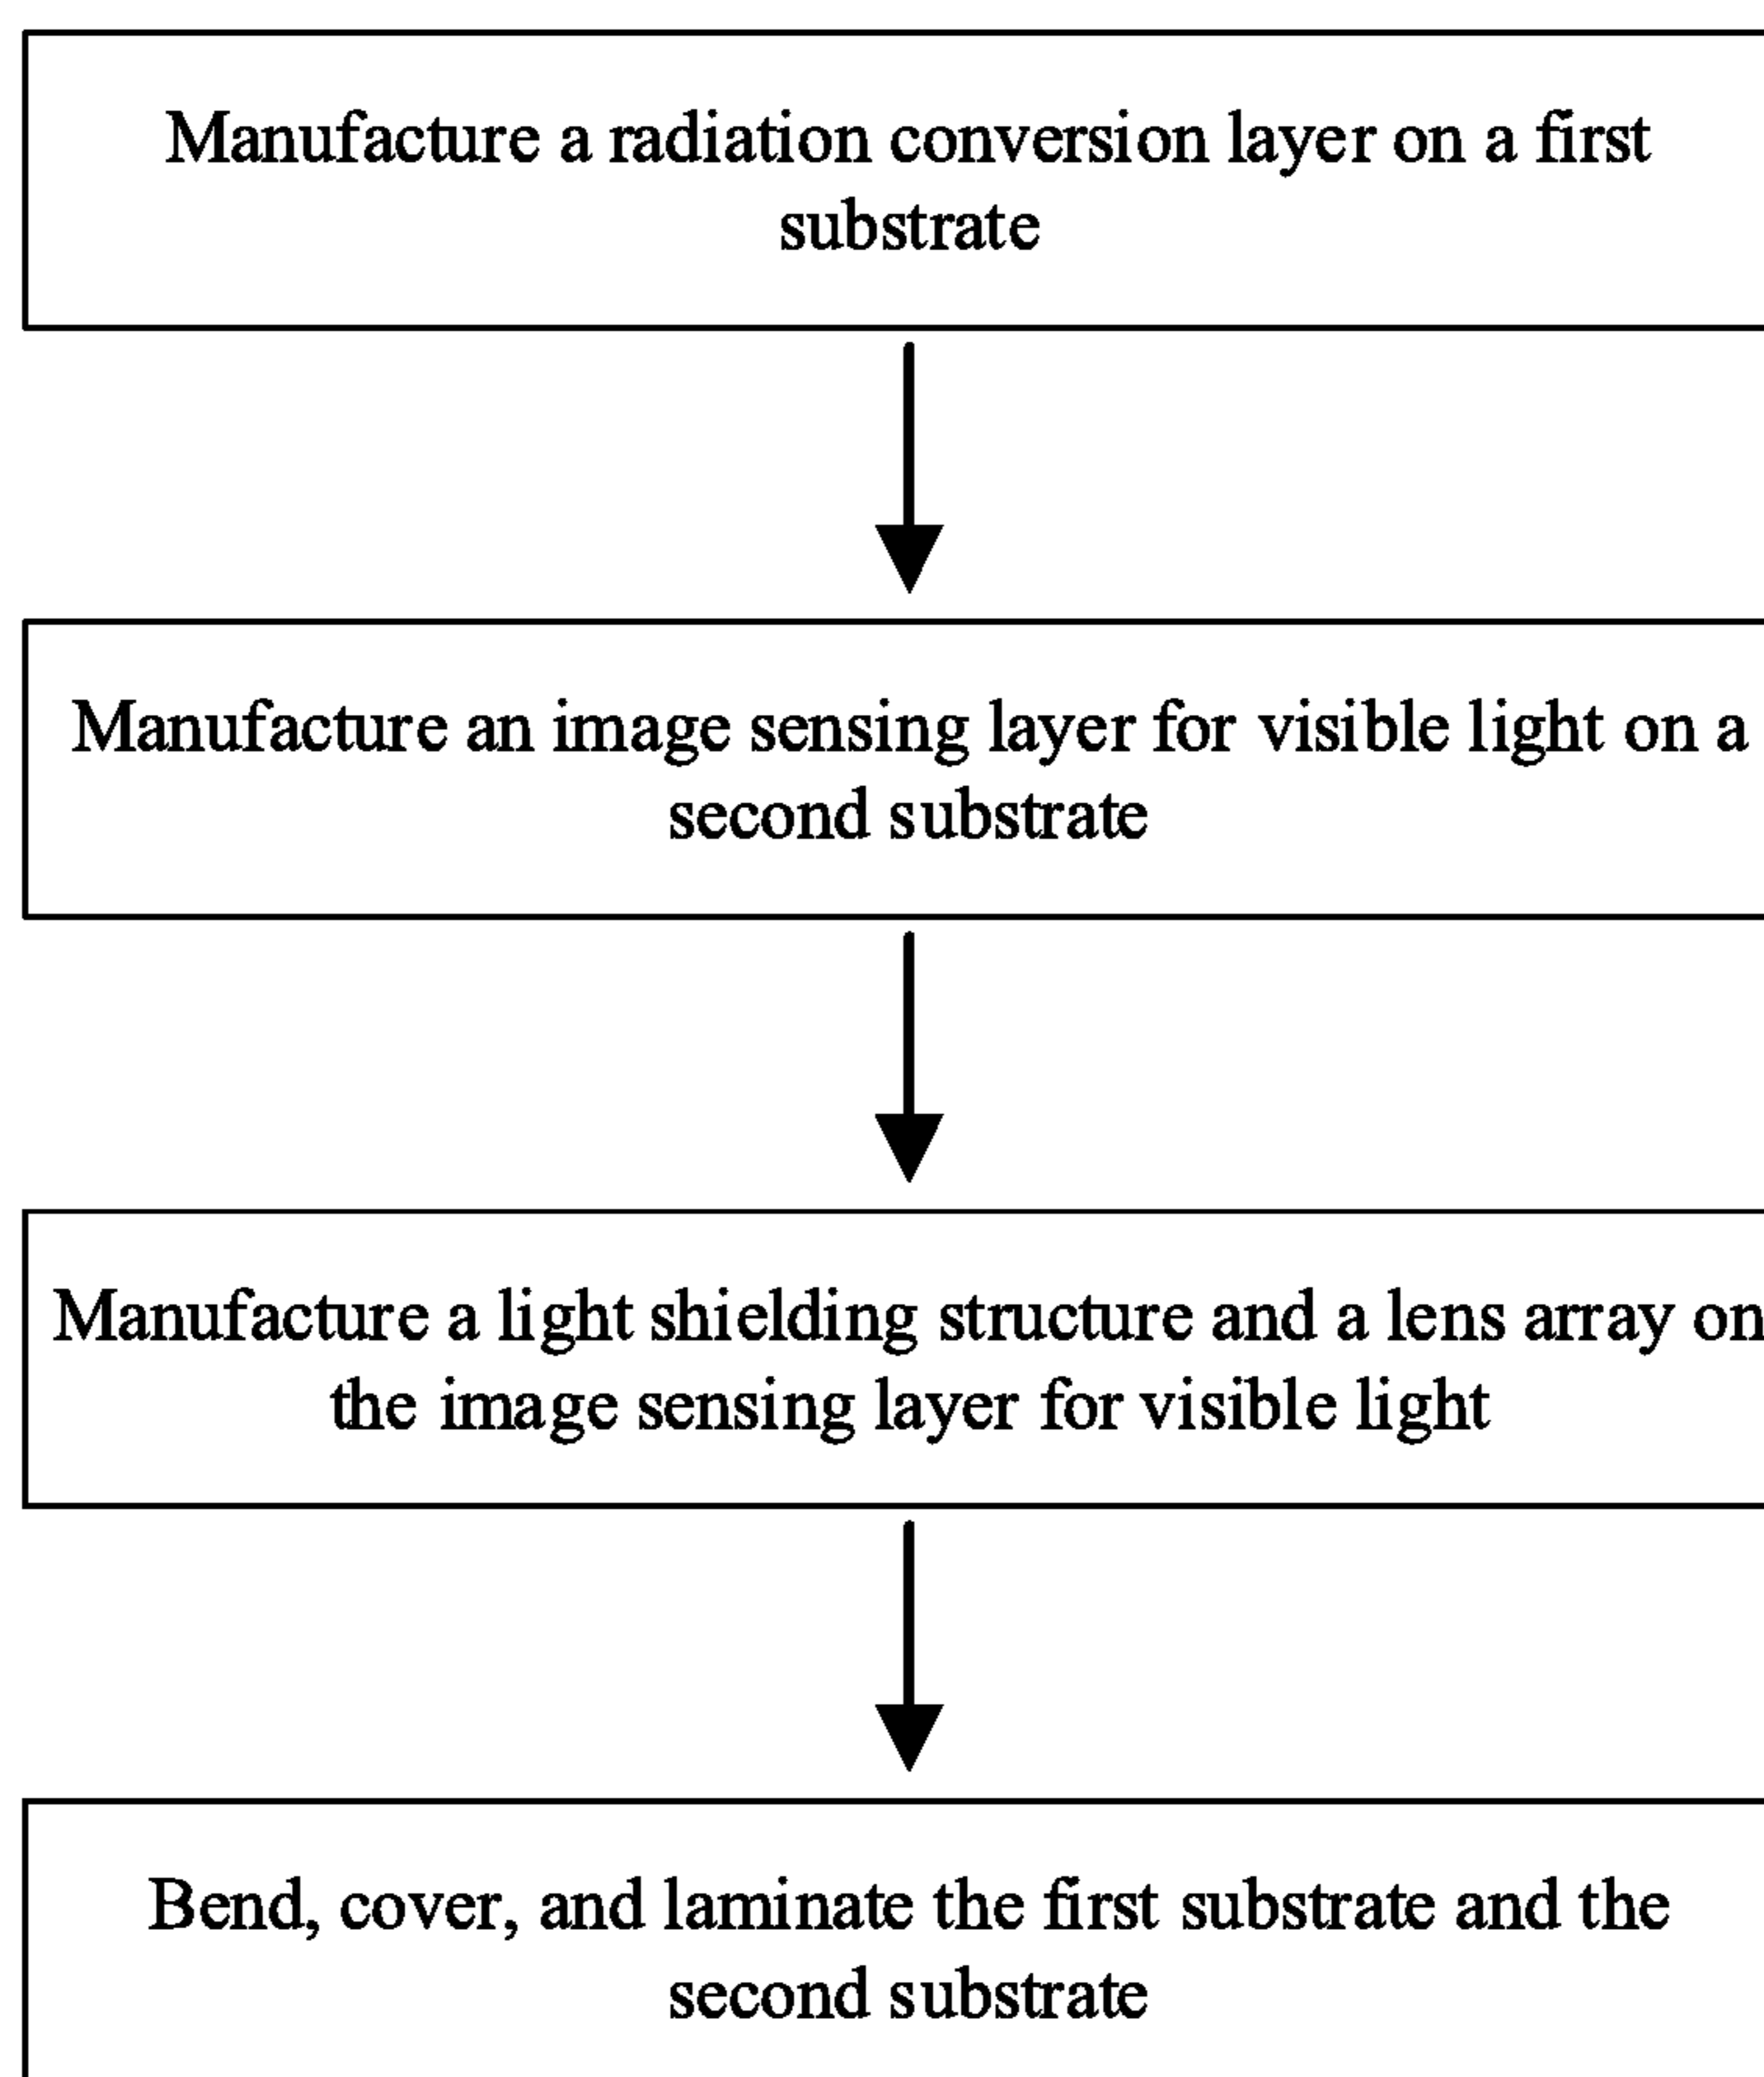 Manufacture a radiation conversion layer on a first
substrate
Manufacture an image sensing layer for visible light on a
second substrate
Manufacture a light shielding structure and a lens array on
the image sensing layer for visible light
Bend, cover, and laminate the first substrate and the
second substrate